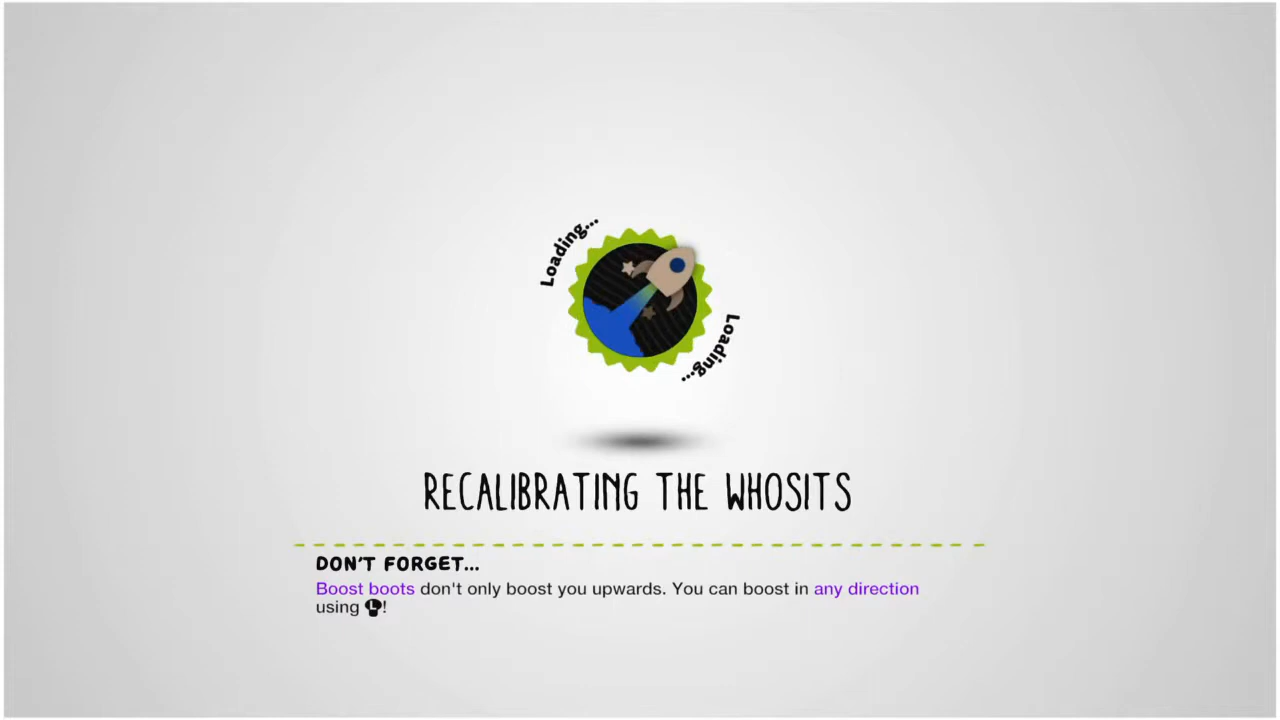 Loading...
Loading...
RECALIBRATING THE WHOSITS
DON'T FORGET...
Boost boots don't only boost you upwards. You can boost in any direction
using L!